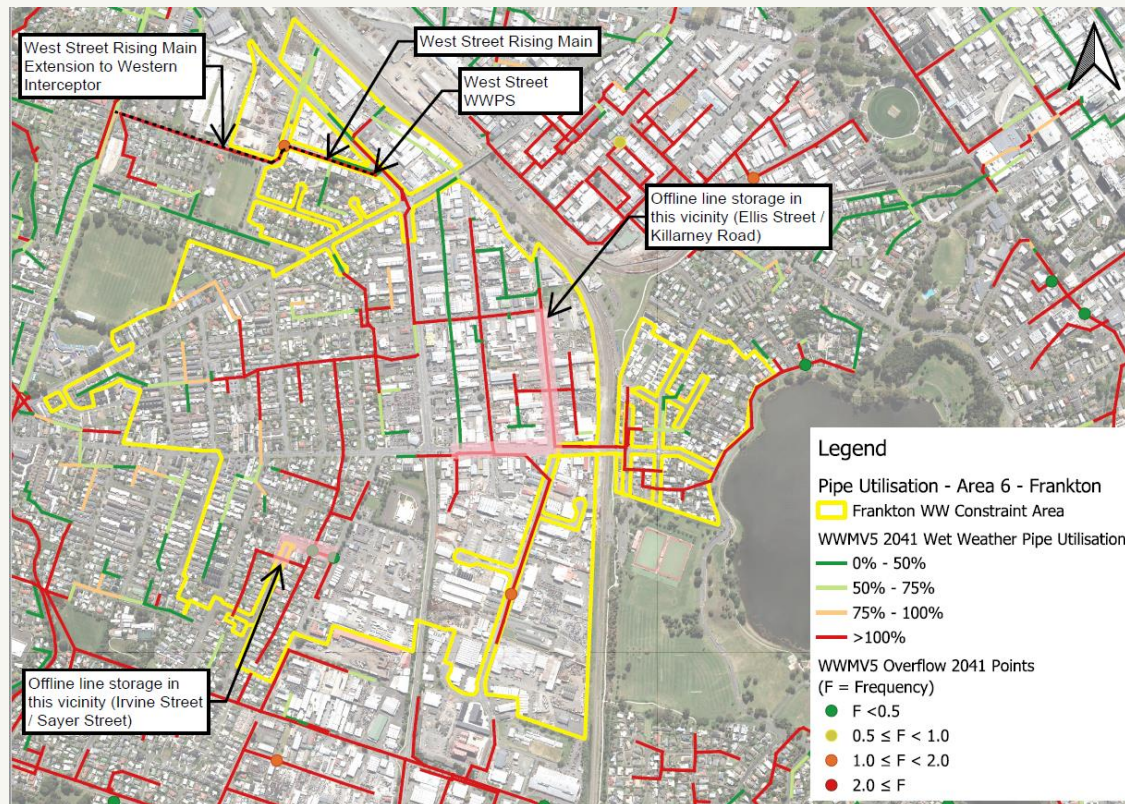 West Street Rising Main
Extension to Western
Interceptor
West Street Rising Main
West Street
WWPS
Offline line storage in
this vicinity (Ellis Street /
Killarney Road)
Offline line storage in
this vicinity (Irvine Street
/ Sayer Street)
Legend
Pipe Utilisation - Area 6 - Frankton
Frankton WW Constraint Area
WWMV5 2041 Wet Weather Pipe Utilisation
0% - 50%
50% - 75%
75% - 100%
>100%
WWMV5 Overflow 2041 Points
(F = Frequency)
F <0.5
0.5 ≤ F < 1.0
1.0 ≤ F < 2.0
2.0 ≤ F